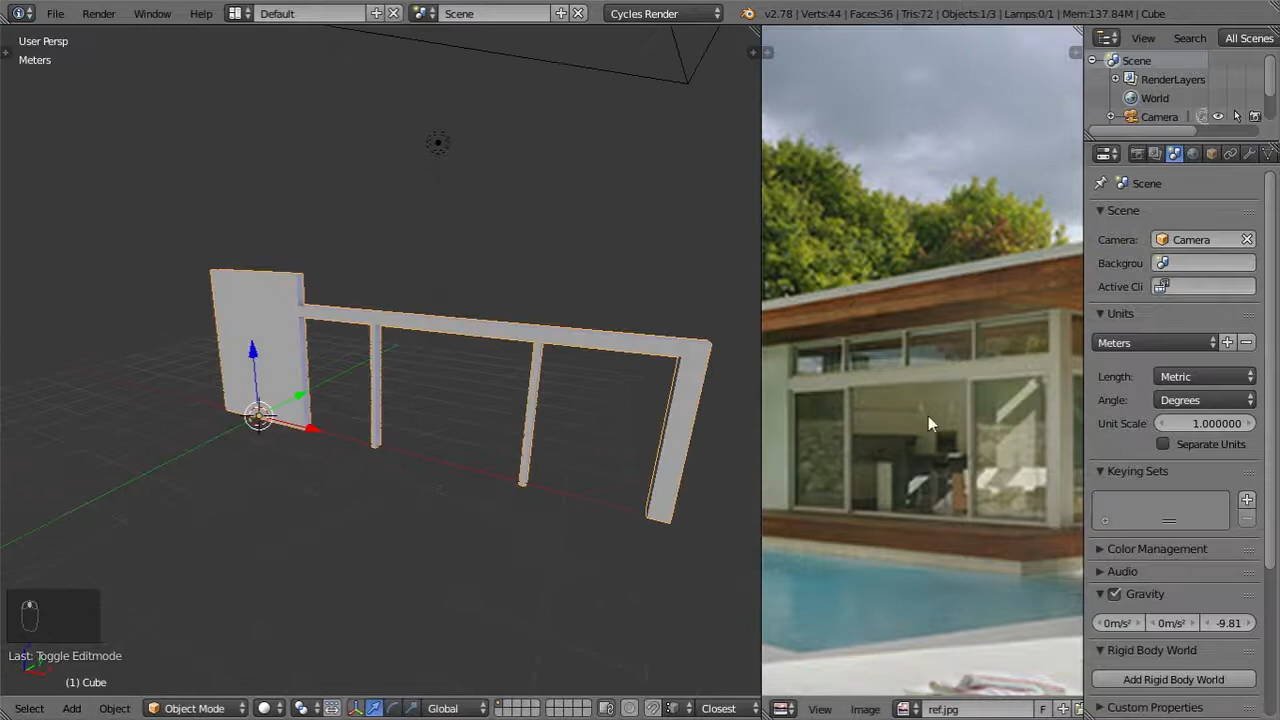 File Render Window Help Default Scene Cycles Render v2.78 | Verts:44 | Faces:36 | Tris:72 | Objects:1/3 | Lamps:0/1 | Mem:137.84M | Cube
User Persp
Meters
View Search All Scenes
Scene
RenderLayers
World
Camera
Scene
Scene
Camera: Camera
Backgrou
Active Cli
Units
Meters
Length: Metric
Angle: Degrees
Unit Scale 1.000000
Separate Units
Keying Sets
Color Management
Audio
Gravity
0m/s² 0m/s² -9.81
Rigid Body World
Add Rigid Body World
Custom Properties
Last: Toggle Editmode
(1) Cube
Select Add Object Object Mode Global Closest
View Image ref.jpg F